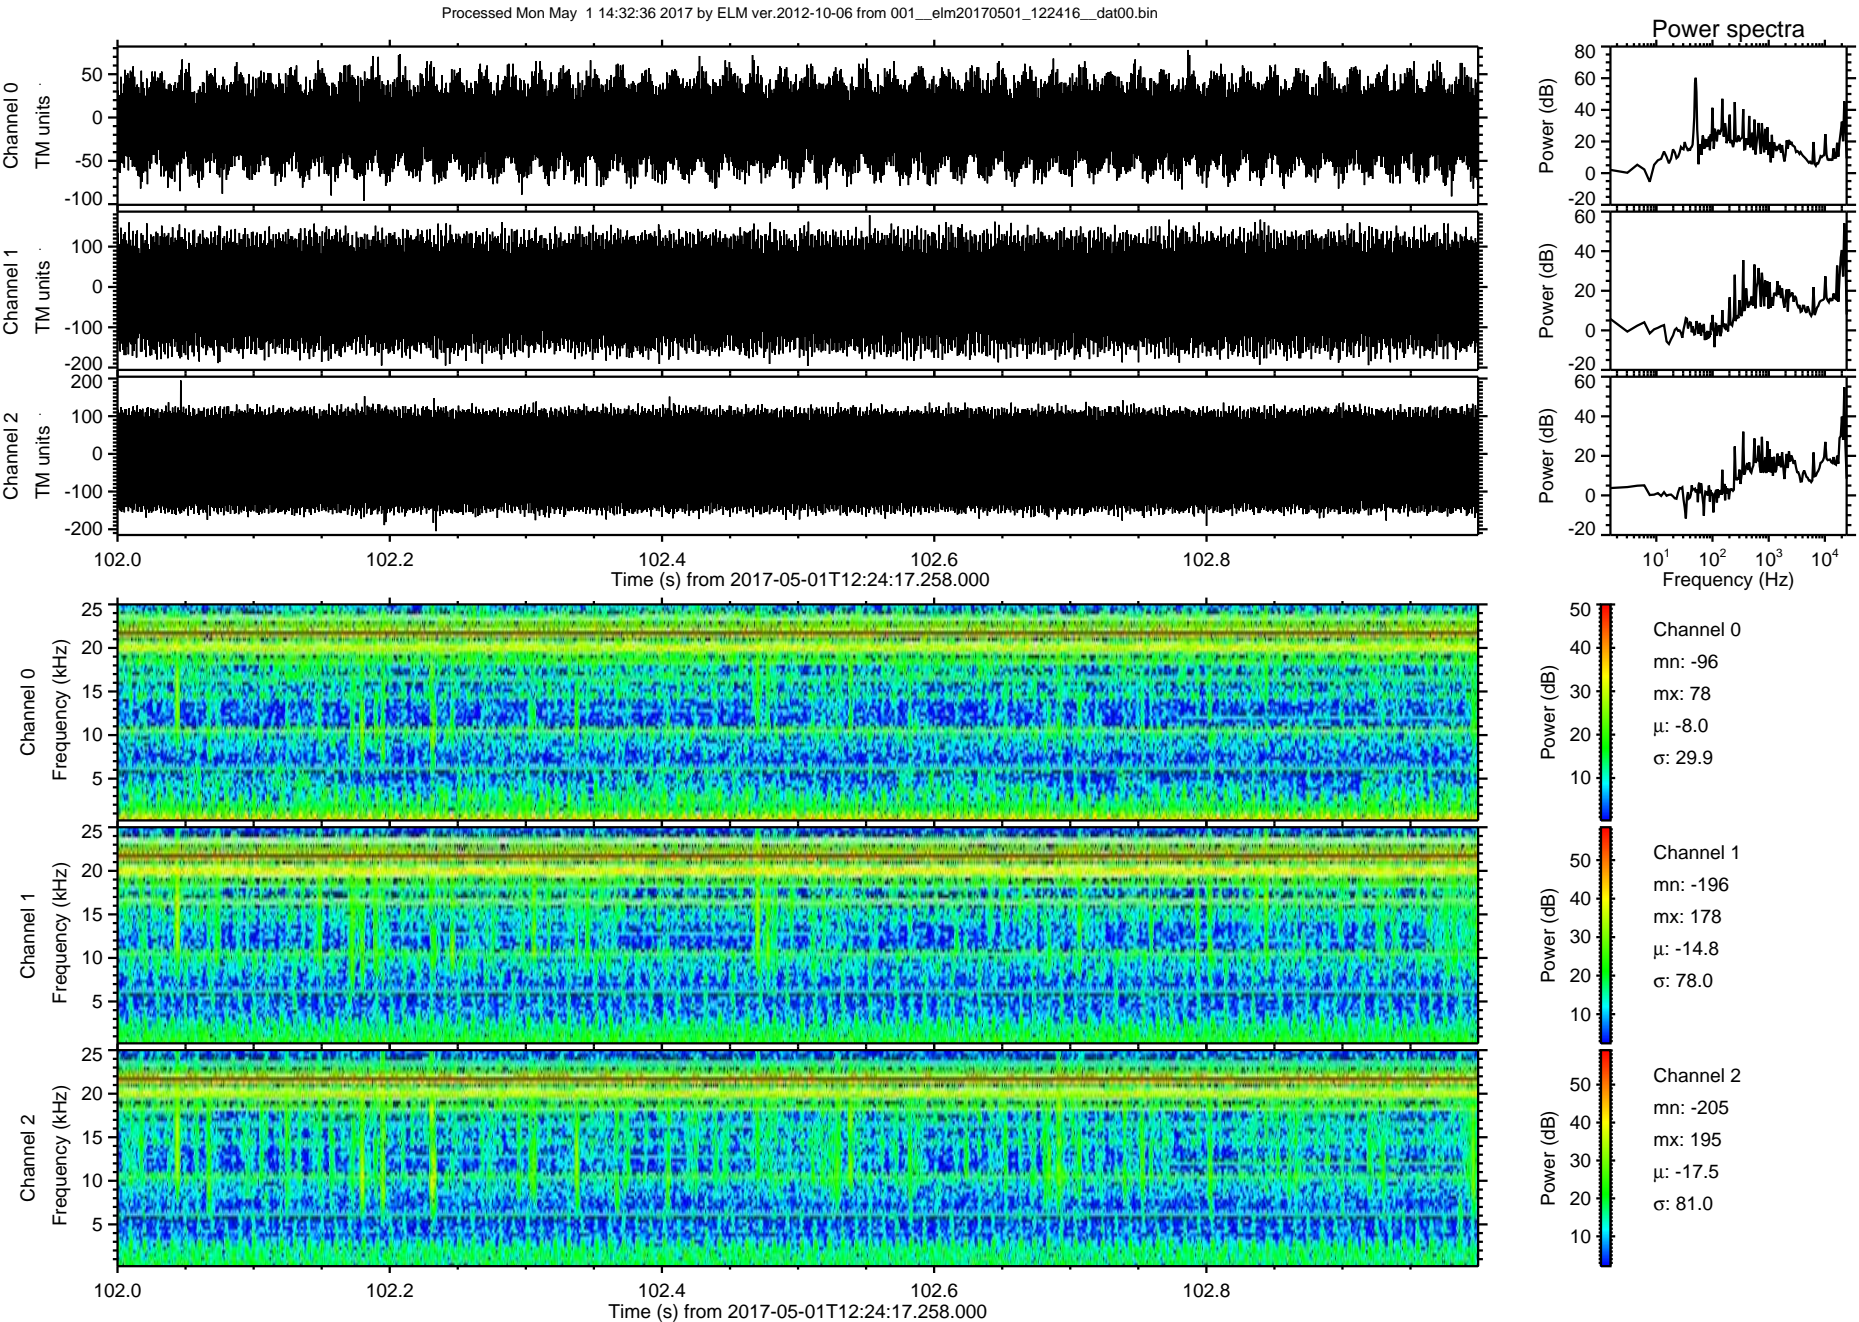 Processed Mon May  1 14:32:36 2017 by ELM ver.2012-10-06 from 001__elm20170501_122416__dat00.bin
Power spectra
Channel 0
TM units
50
0
-50
-100
Power (dB)
80
60
40
20
0
-20
Channel 1
TM units
100
0
-100
-200
Power (dB)
60
40
20
0
-20
Channel 2
TM units
200
100
0
-100
-200
Power (dB)
60
40
20
0
-20
102.0 102.2 102.4 102.6 102.8
Time (s) from 2017-05-01T12:24:17.258.000
10^1 10^2 10^3 10^4
Frequency (Hz)
Channel 0
Frequency (kHz)
25
20
15
10
5
Power (dB)
50
40
30
20
10
Channel 0
mn: -96
mx: 78
μ: -8.0
σ: 29.9
Channel 1
Frequency (kHz)
25
20
15
10
5
Power (dB)
50
40
30
20
10
Channel 1
mn: -196
mx: 178
μ: -14.8
σ: 78.0
Channel 2
Frequency (kHz)
25
20
15
10
5
Power (dB)
50
40
30
20
10
Channel 2
mn: -205
mx: 195
μ: -17.5
σ: 81.0
102.0 102.2 102.4 102.6 102.8
Time (s) from 2017-05-01T12:24:17.258.000